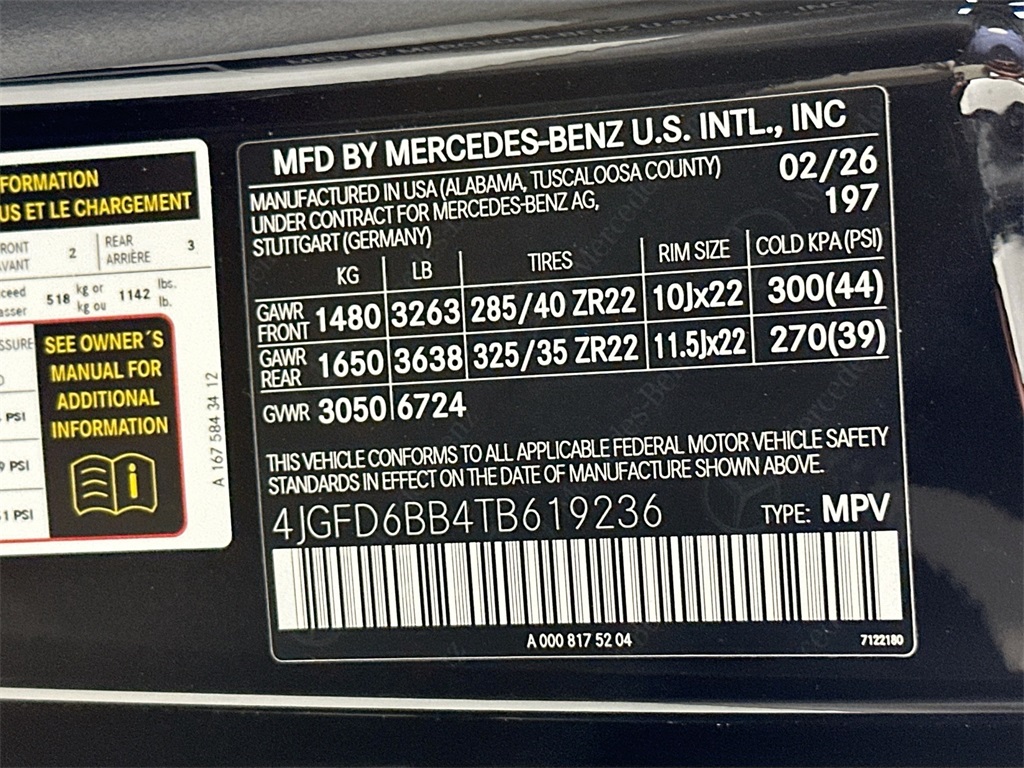 FORMATION
US ET LE CHARGEMENT
RONT
VANT
2
REAR
ARRIÈRE
3
518
kg or
kg ou
1142
lbs.
lb.
SEE OWNER´S
MANUAL FOR
ADDITIONAL
INFORMATION
PSI
9 PSI
1 PSI
A 167 584 34 12
MFD BY MERCEDES-BENZ U.S. INTL., INC
MANUFACTURED IN USA (ALABAMA, TUSCALOOSA COUNTY) 02/26
UNDER CONTRACT FOR MERCEDES-BENZ AG, 197
STUTTGART (GERMANY)
KG LB TIRES RIM SIZE COLD KPA (PSI)
GAWR FRONT 1480 3263 285/40 ZR22 10Jx22 300(44)
GAWR REAR 1650 3638 325/35 ZR22 11.5Jx22 270(39)
GVWR 3050 6724
THIS VEHICLE CONFORMS TO ALL APPLICABLE FEDERAL MOTOR VEHICLE SAFETY
STANDARDS IN EFFECT ON THE DATE OF MANUFACTURE SHOWN ABOVE.
4JGFD6BB4TB619236 TYPE: MPV
A 000 817 52 04 7122180